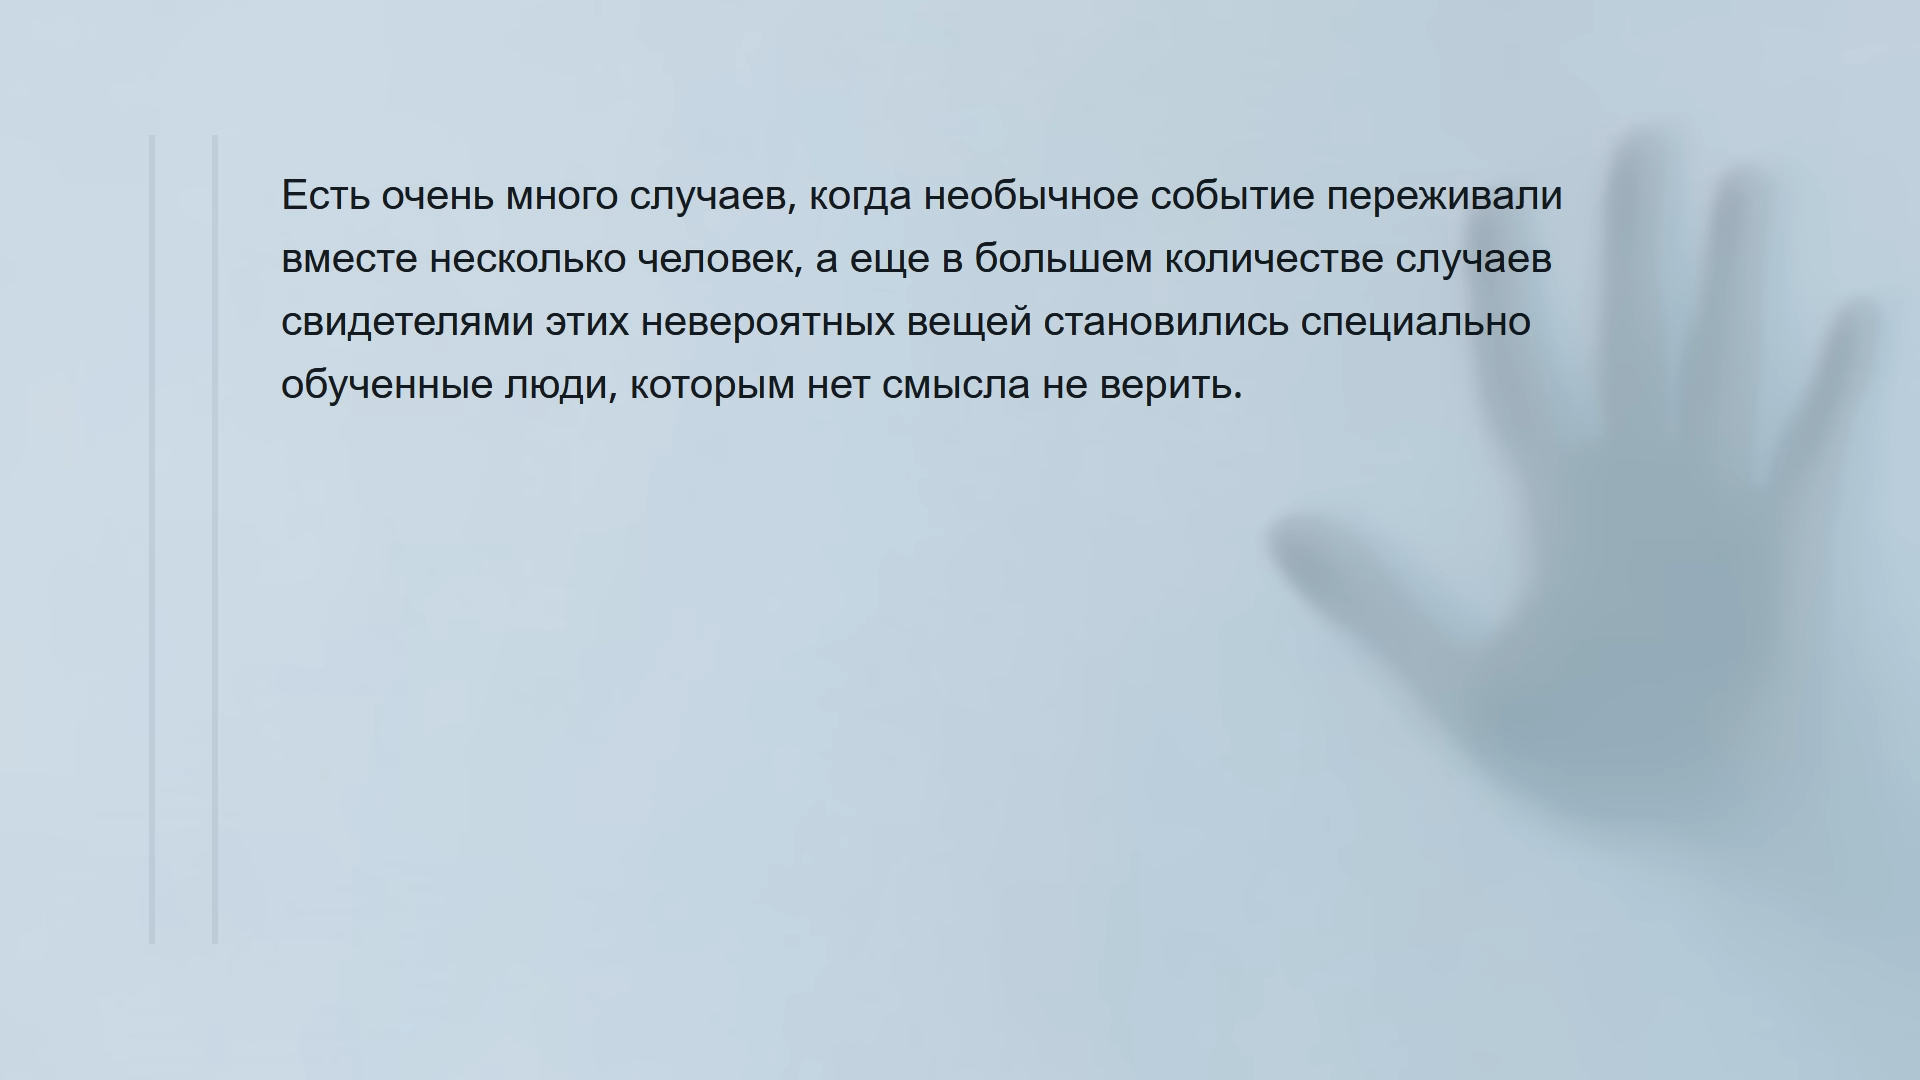 Есть очень много случаев, когда необычное событие переживали
вместе несколько человек, а еще в большем количестве случаев
свидетелями этих невероятных вещей становились специально
обученные люди, которым нет смысла не верить.